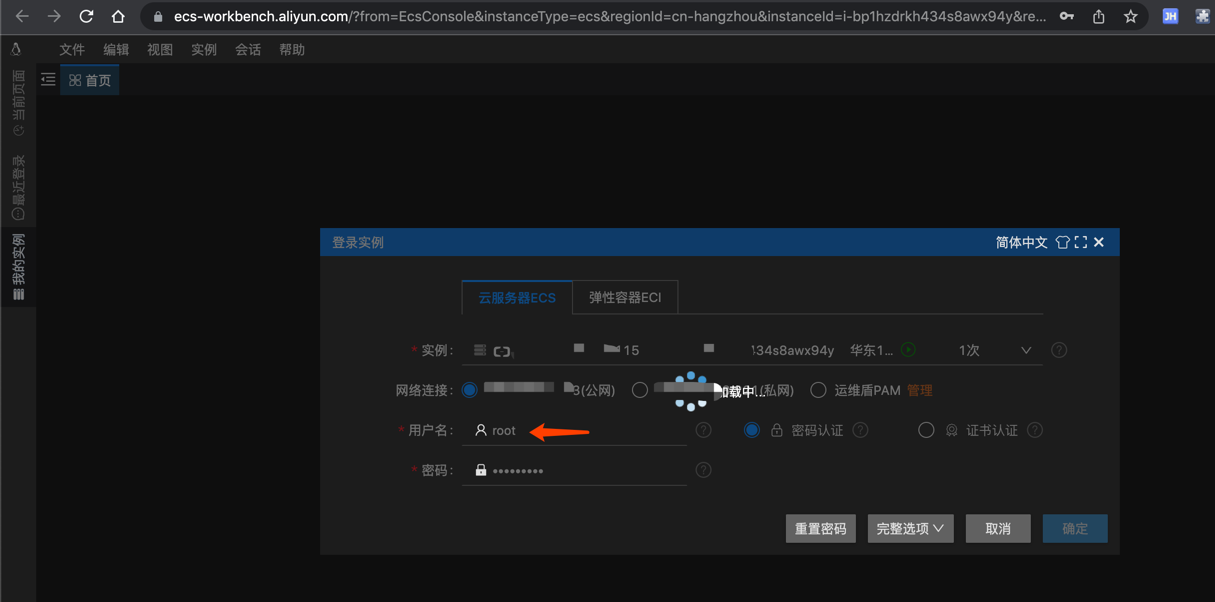 ecs-workbench.aliyun.com/?from=EcsConsole&instanceType=ecs&regionId=cn-hangzhou&instanceId=i-bp1hzdrkh434s8awx94y&re...
JH
文件 编辑 视图 实例 会话 帮助
首页
当前页面
最近登录
我的实例
登录实例 简体中文
云服务器ECS 弹性容器ECI
* 实例: 15 34s8awx94y 华东1... 1次
网络连接: 3(公网) 1(私网) 运维盾PAM 管理
加载中...
* 用户名: root 密码认证 证书认证
* 密码: •••••••••
重置密码 完整选项 取消 确定